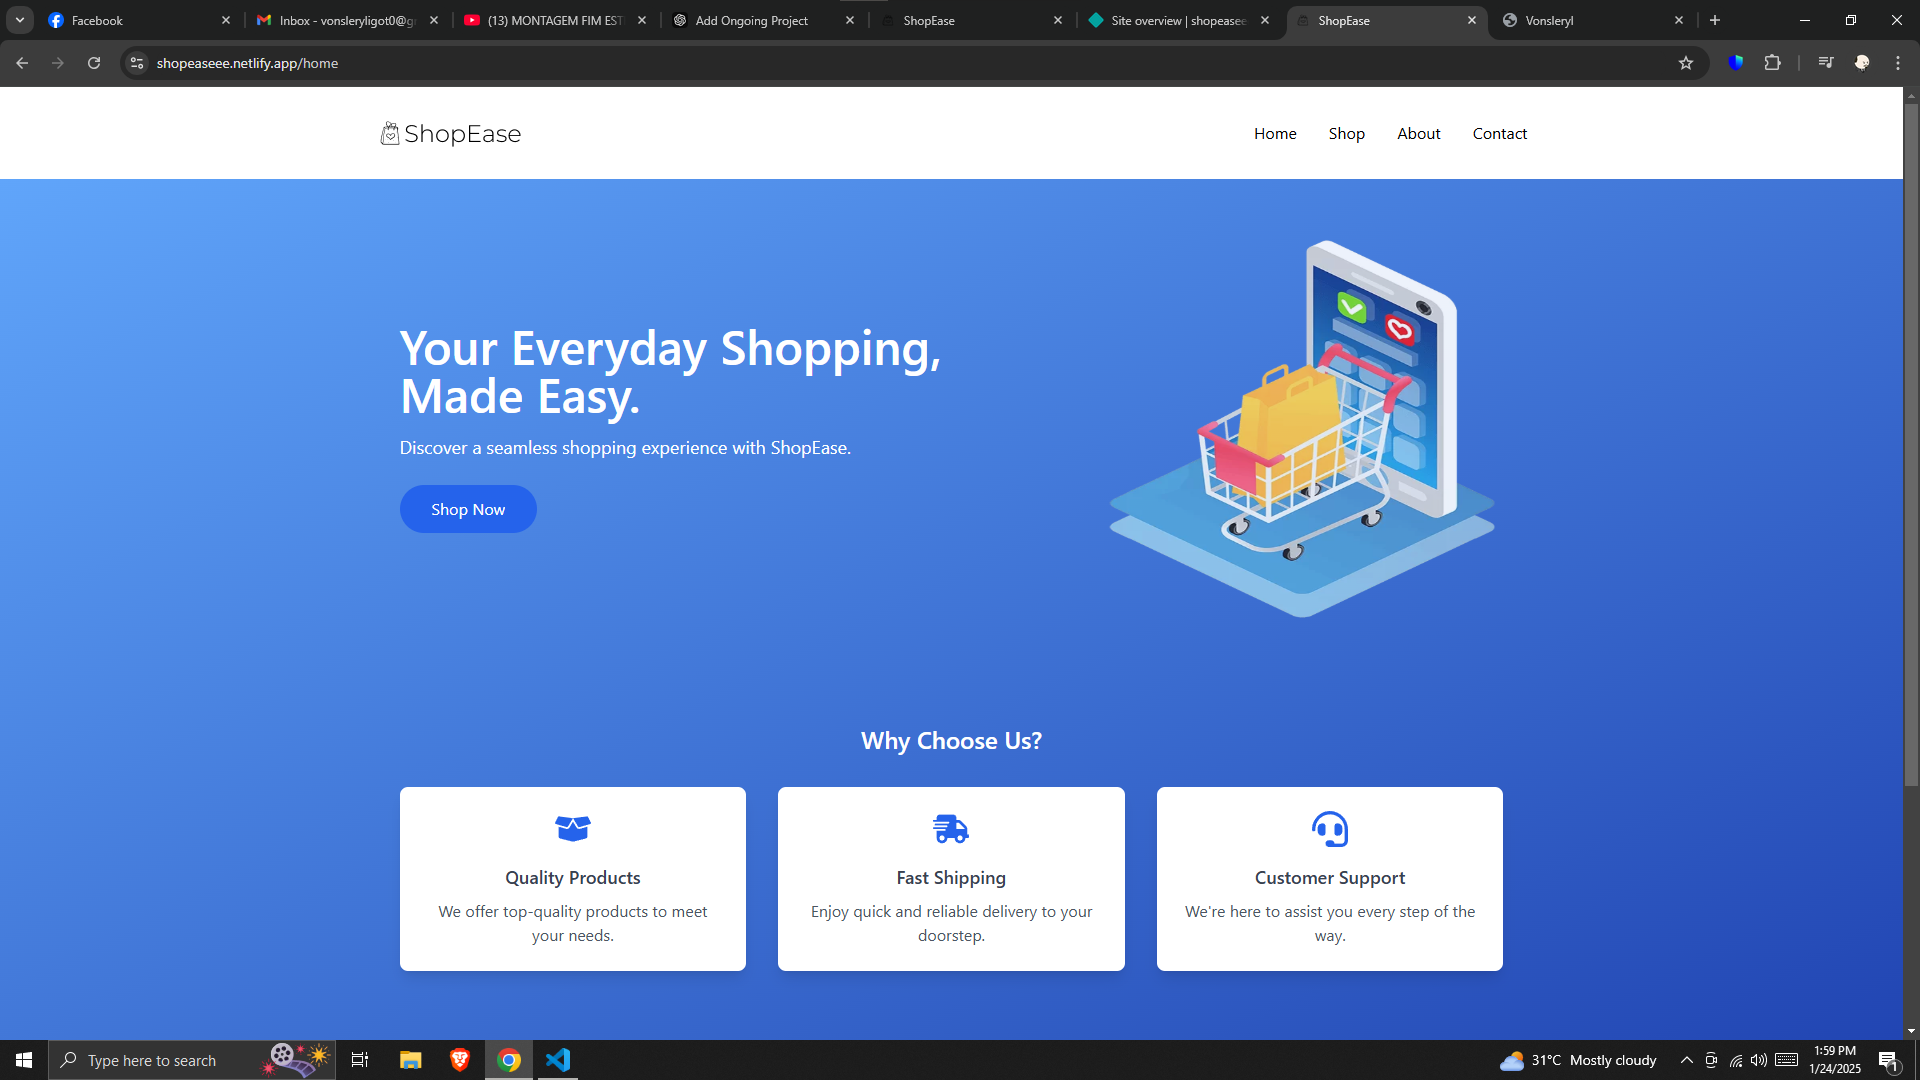 Facebook
Inbox - vonsleryligot0@gr
(13) MONTAGEM FIM EST
Add Ongoing Project
ShopEase
Site overview | shopeasee
ShopEase
Vonsleryl
shopeaseee.netlify.app/home
ShopEase
Home
Shop
About
Contact
Your Everyday Shopping,
Made Easy.
Discover a seamless shopping experience with ShopEase.
Shop Now
Why Choose Us?
Quality Products
We offer top-quality products to meet
your needs.
Fast Shipping
Enjoy quick and reliable delivery to your
doorstep.
Customer Support
We're here to assist you every step of the
way.
Type here to search
31°C Mostly cloudy
1:59 PM
1/24/2025
1